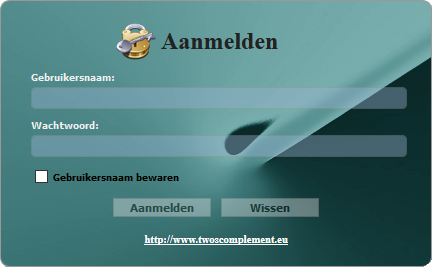 Aanmelden
Gebruikersnaam:
Wachtwoord:
Gebruikersnaam bewaren
Aanmelden Wissen
http://www.twoscomplement.eu